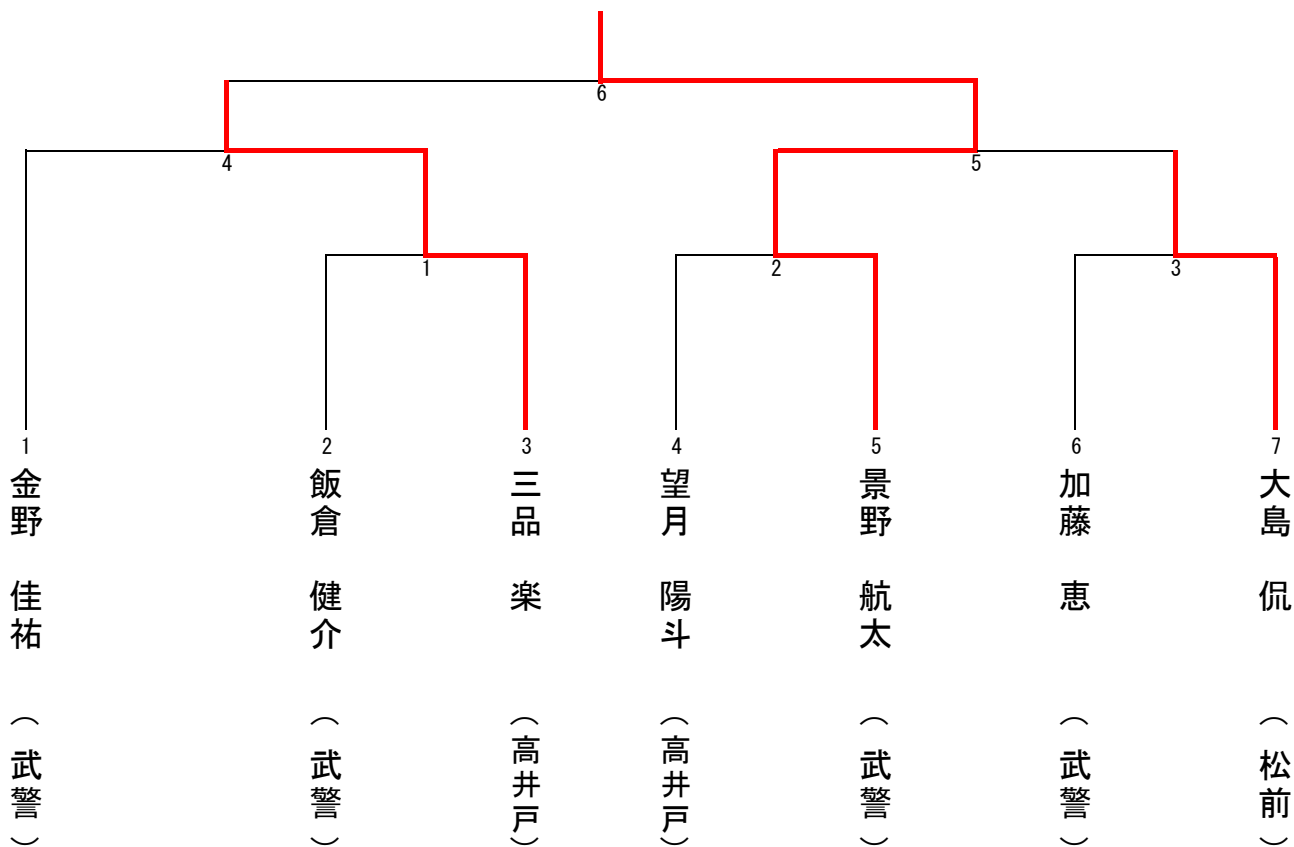 6
4
5
1
2
3
1
2
3
4
5
6
7
金野 佳祐 （武警）
飯倉 健介 （武警）
三品 楽 （高井戸）
望月 陽斗 （高井戸）
景野 航太 （武警）
加藤 恵 （武警）
大島 侃 （松前）